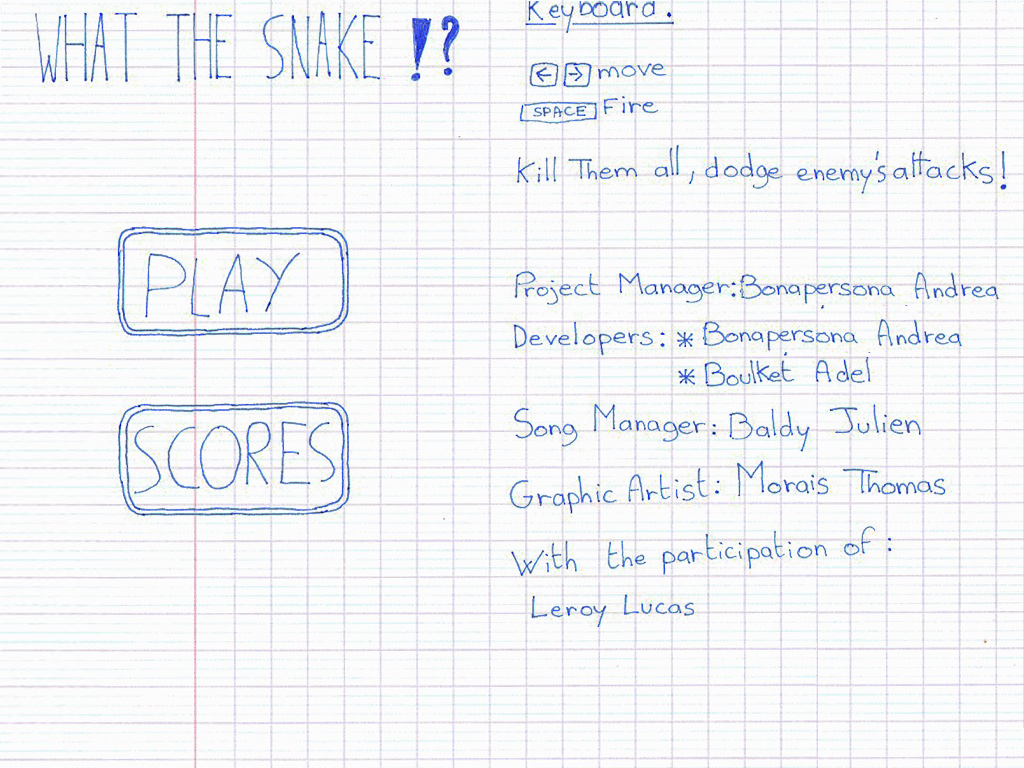 WHAT THE SNAKE !?
PLAY
SCORES
Keyboard.
← → move
SPACE Fire
Kill Them all, dodge enemy's attacks!
Project Manager: Bonapersona Andrea
Developers: * Bonapersona Andrea
* Boulket Adel
Song Manager: Baldy Julien
Graphic Artist: Morais Thomas
With the participation of :
Leroy Lucas